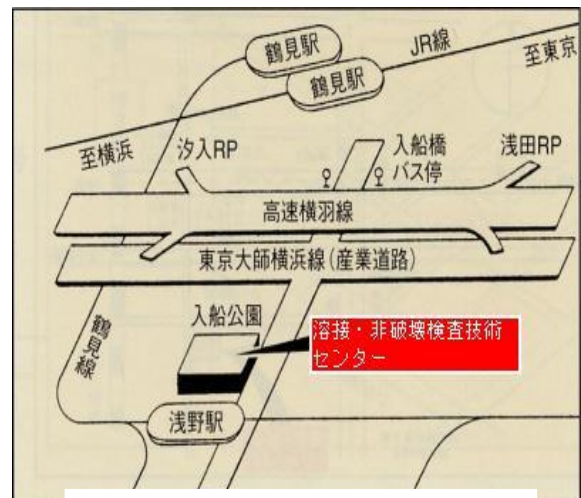 鶴見駅
JR線
至東京
鶴見駅
至横浜
汐入RP
入船橋
バス停
浅田RP
高速横羽線
東京大師横浜線(産業道路)
鶴見線
入船公園
溶接・非破壊検査技術
センター
浅野駅